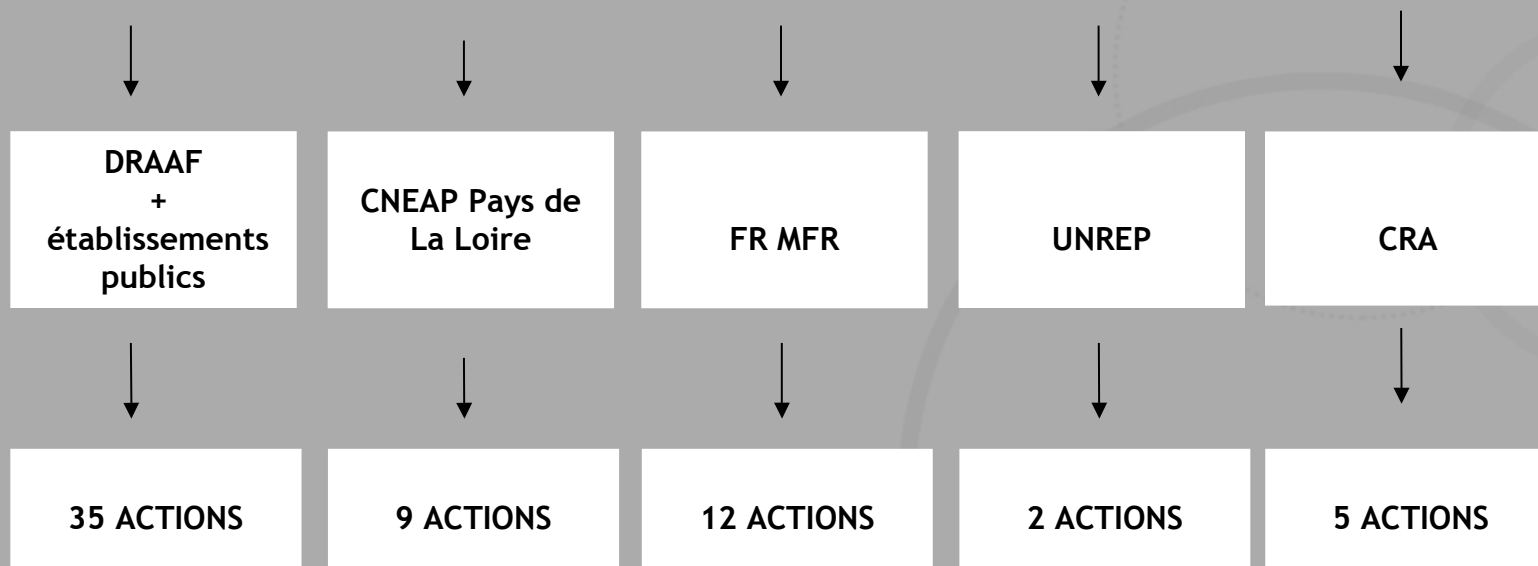 DRAAF
+
établissements
publics
CNEAP Pays de
La Loire
FR MFR
UNREP
CRA
35 ACTIONS
9 ACTIONS
12 ACTIONS
2 ACTIONS
5 ACTIONS